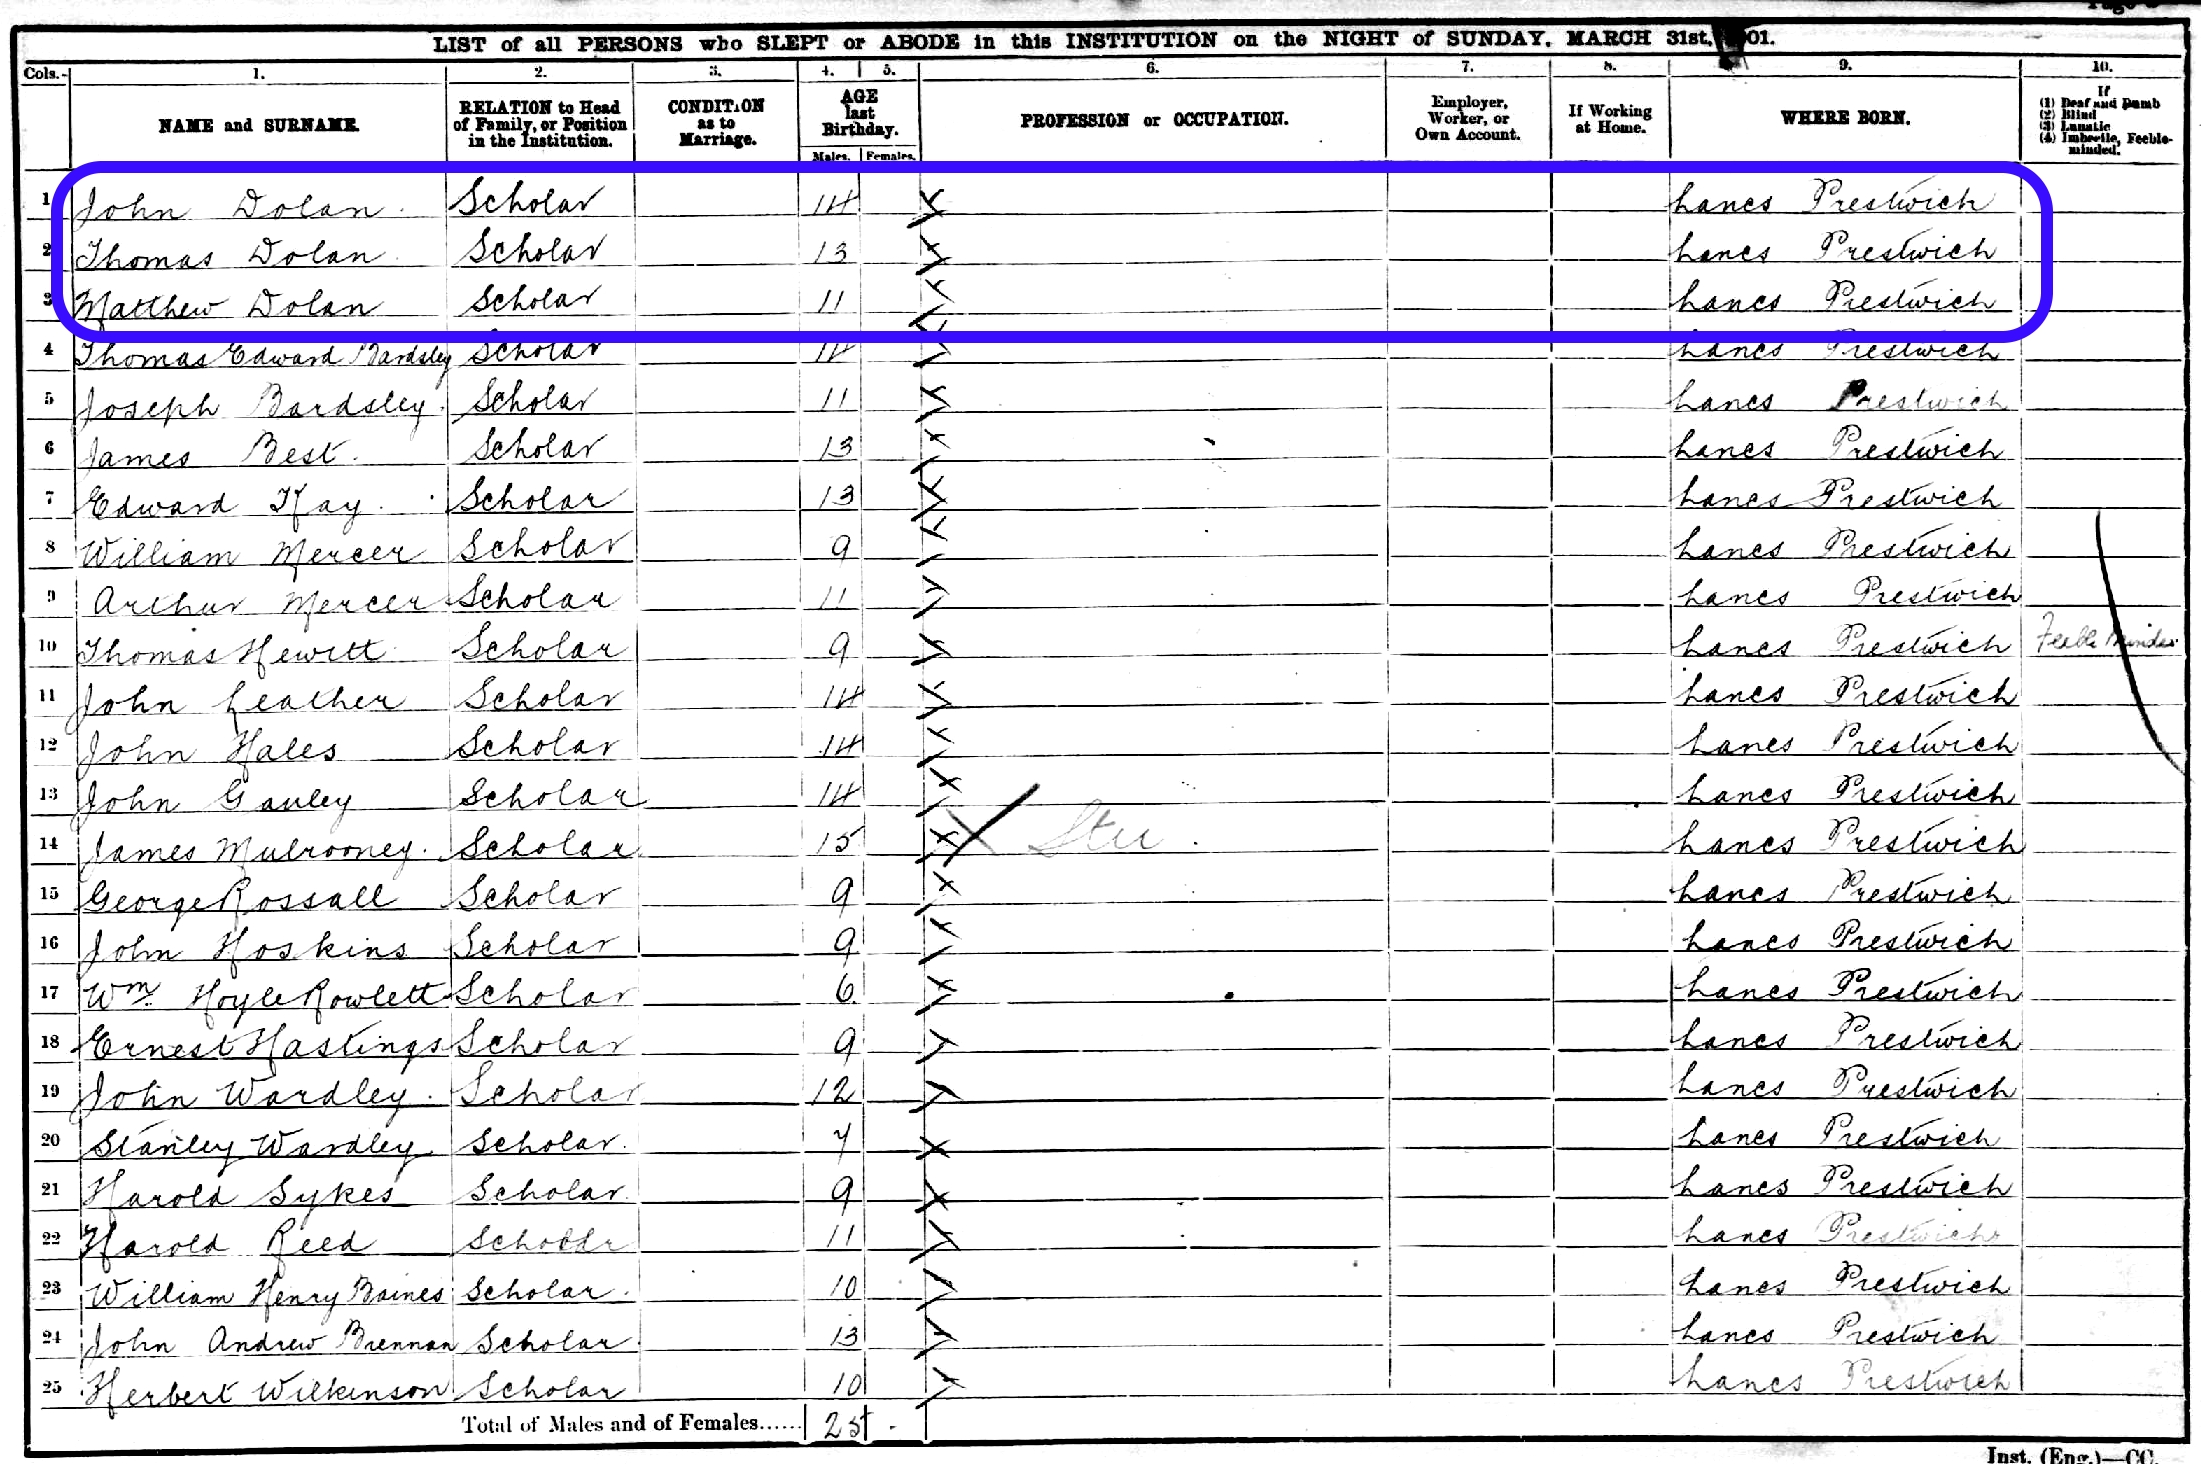 Page
LIST of all PERSONS who SLEPT or ABODE in this INSTITUTION on the NIGHT of SUNDAY, MARCH 31st, 01.
Cols.- 1. 2. 3. 4. 5. 6. 7. 8. 9. 10.
NAME and SURNAME. RELATION to Head of Family, or Position in the Institution. CONDITION as to Marriage. AGE last Birthday. Males. Females. PROFESSION or OCCUPATION. Employer, Worker, or Own Account. If Working at Home. WHERE BORN. If (1) Deaf and Dumb (2) Blind (3) Lunatic (4) Imbecile, Feeble-minded.
1 John Dolan Scholar 14 Lancs Prestwich
2 Thomas Dolan Scholar 13 Lancs Prestwich
3 Matthew Dolan Scholar 11 Lancs Prestwich
4 Thomas Edward Bardsley Scholar 14 Lancs Prestwich
5 Joseph Bardsley Scholar 11 Lancs Prestwich
6 James Best Scholar 13 Lancs Prestwich
7 Edward Kay Scholar 13 Lancs Prestwich
8 William Mercer Scholar 9 Lancs Prestwich
9 Arthur Mercer Scholar 11 Lancs Prestwich
10 Thomas Hewitt Scholar 9 Lancs Prestwich Feeble Minded
11 John Leather Scholar 14 Lancs Prestwich
12 John Hales Scholar 14 Lancs Prestwich
13 John Gauley Scholar 14 Lancs Prestwich
14 James Mulrooney Scholar 15 Lancs Prestwich
15 George Rossall Scholar 9 Lancs Prestwich
16 John Hoskins Scholar 9 Lancs Prestwich
17 Wm. Hoyle Rowlett Scholar 6 Lancs Prestwich
18 Ernest Hastings Scholar 9 Lancs Prestwich
19 John Wardley Scholar 12 Lancs Prestwich
20 Stanley Wardley Scholar 7 Lancs Prestwich
21 Harold Sykes Scholar 9 Lancs Prestwich
22 Harold Reed Scholar 11 Lancs Prestwich
23 William Henry Baines Scholar 10 Lancs Prestwich
24 John Andrew Brennan Scholar 13 Lancs Prestwich
25 Herbert Wilkinson Scholar 10 Lancs Prestwich
Total of Males and of Females...... 25 -
Inst. (Eng.)—CC.